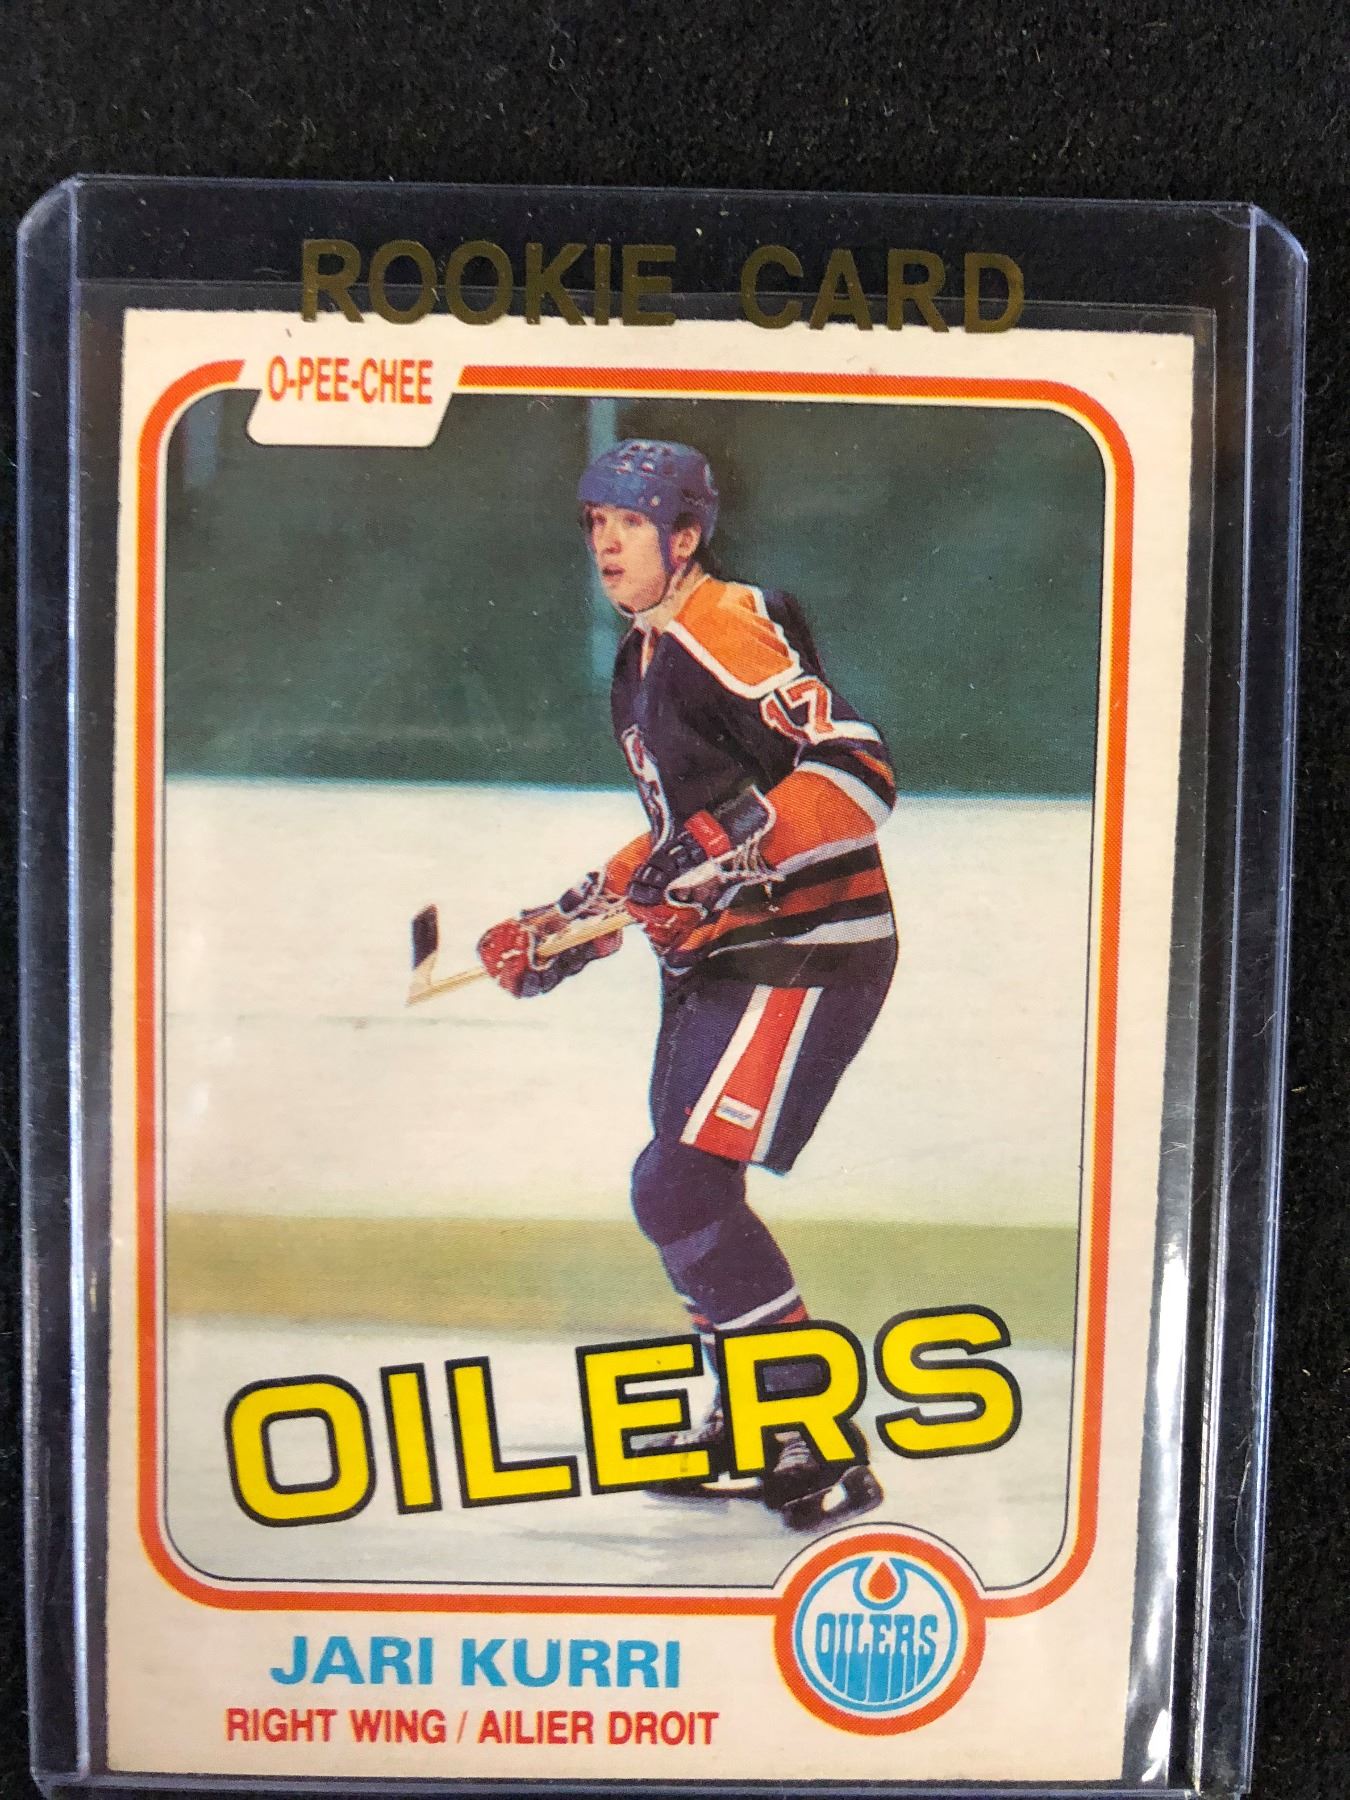 ROOKIE CARD
O-PEE-CHEE
17
OILERS
OILERS
JARI KURRI
RIGHT WING / AILIER DROIT